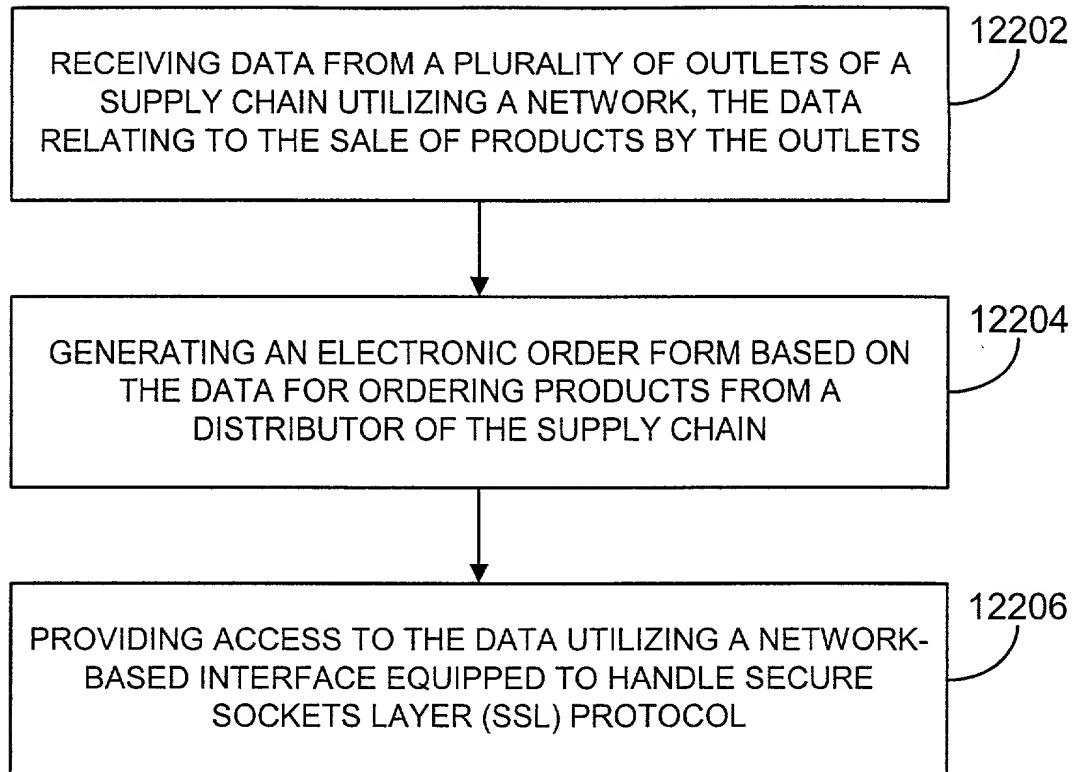 12202
RECEIVING DATA FROM A PLURALITY OF OUTLETS OF A
SUPPLY CHAIN UTILIZING A NETWORK, THE DATA
RELATING TO THE SALE OF PRODUCTS BY THE OUTLETS
12204
GENERATING AN ELECTRONIC ORDER FORM BASED ON
THE DATA FOR ORDERING PRODUCTS FROM A
DISTRIBUTOR OF THE SUPPLY CHAIN
12206
PROVIDING ACCESS TO THE DATA UTILIZING A NETWORK-
BASED INTERFACE EQUIPPED TO HANDLE SECURE
SOCKETS LAYER (SSL) PROTOCOL